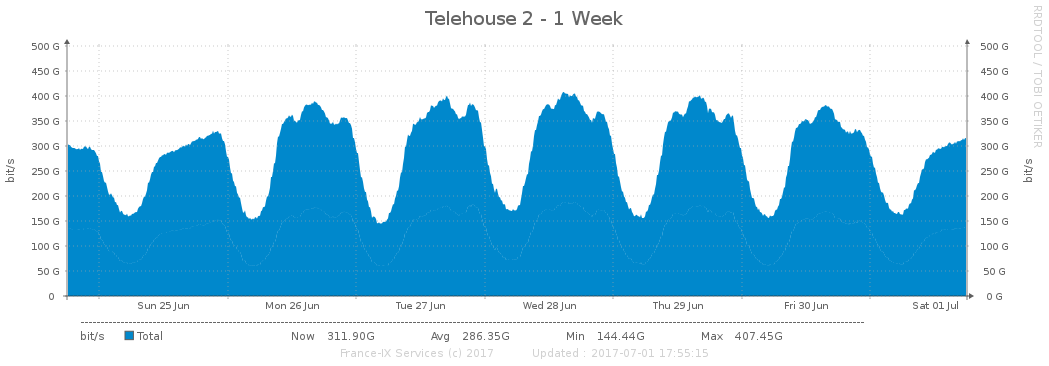 Telehouse 2 - 1 Week
RRDTOOL / TOBI OETIKER
500 G 500 G
450 G 450 G
400 G 400 G
350 G 350 G
300 G 300 G
250 G 250 G
200 G 200 G
150 G 150 G
100 G 100 G
50 G 50 G
0 0 G
bit/s bit/s
Sun 25 Jun Mon 26 Jun Tue 27 Jun Wed 28 Jun Thu 29 Jun Fri 30 Jun Sat 01 Jul
bit/s Total Now 311.90G Avg 286.35G Min 144.44G Max 407.45G
France-IX Services (c) 2017 Updated : 2017-07-01 17:55:15